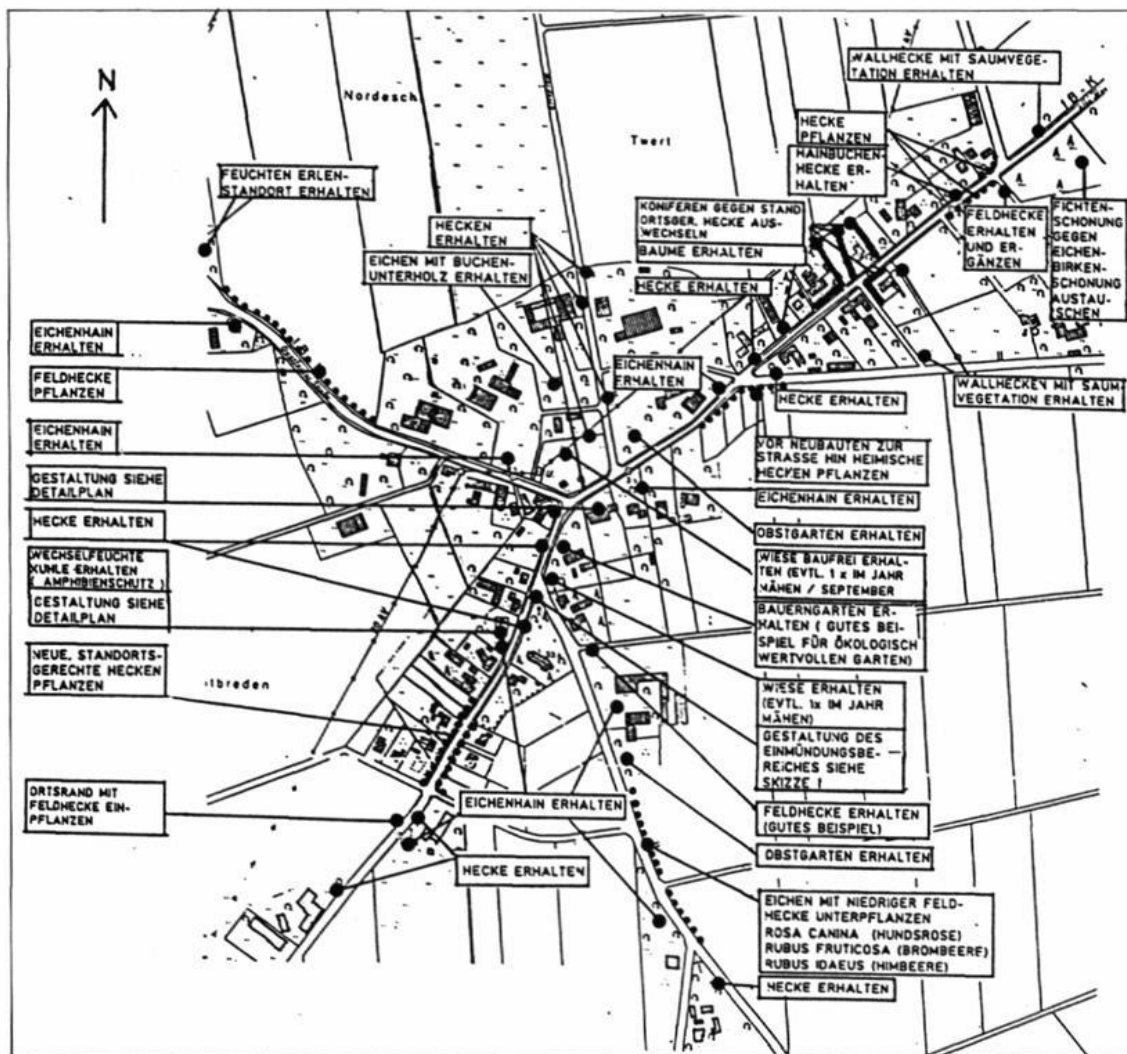 N
Nordesch
Twert
WALLHECKE MIT SAUMVEGE-
TATION ERHALTEN
HECKE
PFLANZEN
HAINBUCHEN-
HECKE ER-
HALTEN
FEUCHTEN ERLEN-
STANDORT ERHALTEN
KONIFEREN GEGEN STAND
ORTSGER. HECKE AUS-
WECHSELN
BÄUME ERHALTEN
HECKE ERHALTEN
FELDHECKE
ERHALTEN
UND ER-
GÄNZEN
FICHTEN-
SCHONUNG
GEGEN
EICHEN-
BIRKEN-
SCHONUNG
AUSTAU-
SCHEN
HECKEN
ERHALTEN
EICHEN MIT BUCHEN-
UNTERHOLZ ERHALTEN
EICHENHAIN
ERHALTEN
FELDHECKE
PFLANZEN
EICHENHAIN
ERHALTEN
GESTALTUNG SIEHE
DETAILPLAN
HECKE ERHALTEN
WECHSELFEUCHTE
KUHLE ERHALTEN
( AMPHIBIENSCHUTZ )
GESTALTUNG SIEHE
DETAILPLAN
NEUE, STANDORTS-
GERECHTE HECKEN
PFLANZEN
ltbreden
ORTSRAND MIT
FELDHECKE EIN-
PFLANZEN
EICHENHAIN
ERHALTEN
HECKE ERHALTEN
WALLHECKEN MIT SAUM-
VEGETATION ERHALTEN
VOR NEUBAUTEN ZUR
STRASSE HIN HEIMISCHE
HECKEN PFLANZEN
EICHENHAIN ERHALTEN
OBSTGARTEN ERHALTEN
WIESE BAUFREI ERHAL-
TEN (EVTL. 1 x IM JAHR
MÄHEN / SEPTEMBER
BAUERNGARTEN ER-
HALTEN ( GUTES BEI-
SPIEL FÜR ÖKOLOGISCH
WERTVOLLEN GARTEN)
WIESE ERHALTEN
(EVTL. 1x IM JAHR
MÄHEN)
GESTALTUNG DES
EINMÜNDUNGSBE-
REICHES SIEHE
SKIZZE 1
FELDHECKE ERHALTEN
(GUTES BEISPIEL)
OBSTGARTEN ERHALTEN
EICHENHAIN ERHALTEN
HECKE ERHALTEN
EICHEN MIT NIEDRIGER FELD-
HECKE UNTERPFLANZEN
ROSA CANINA (HUNDSROSE)
RUBUS FRUTICOSA (BROMBEERE)
RUBUS IDAEUS (HIMBEERE)
HECKE ERHALTEN